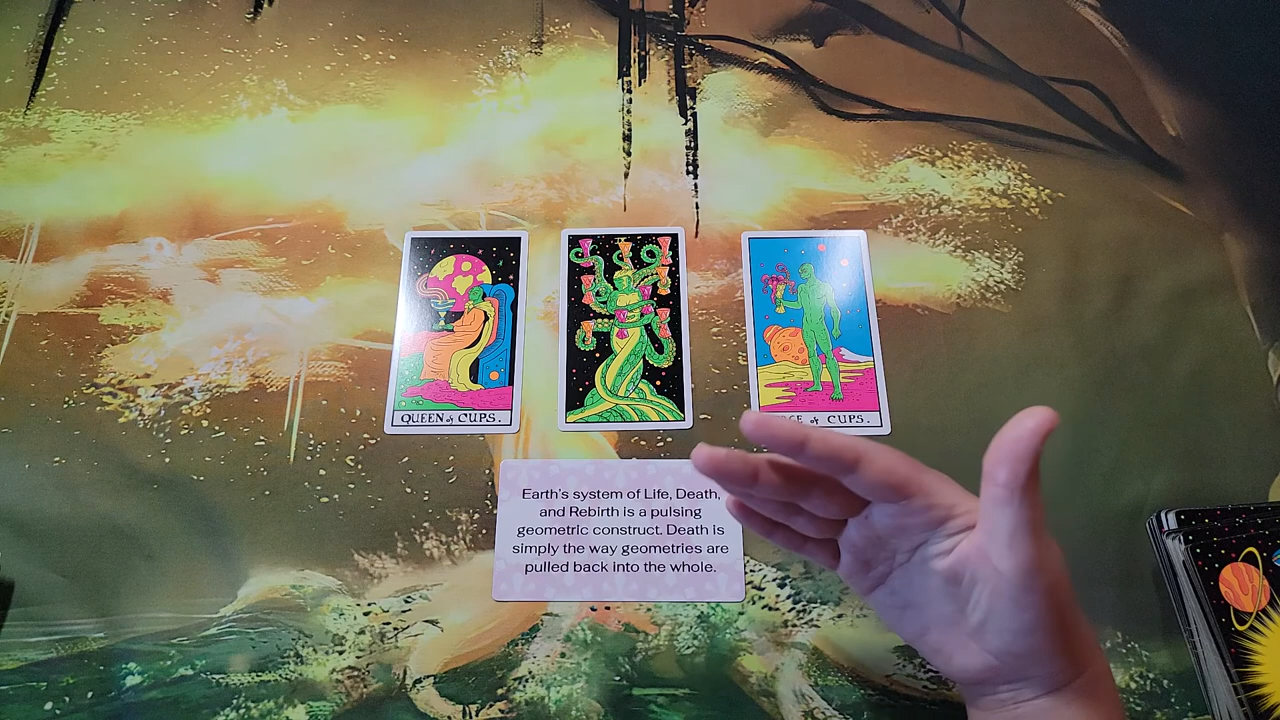 QUEEN of CUPS.
of CUPS.
Earth's system of Life, Death,
and Rebirth is a pulsing
geometric construct. Death is
simply the way geometries are
pulled back into the whole.